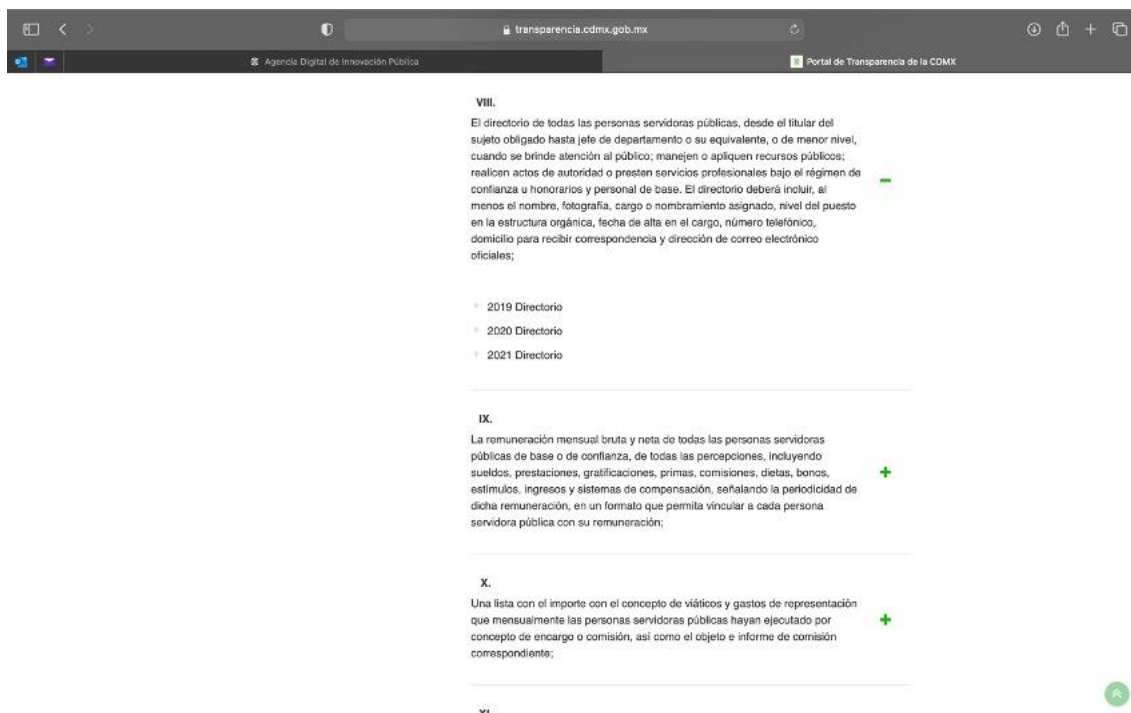 transparencia.cdmx.gob.mx
Agencia Digital de Innovación Pública
Portal de Transparencia de la CDMX
VIII.
El directorio de todas las personas servidoras públicas, desde el titular del
sujeto obligado hasta jefe de departamento o su equivalente, o de menor nivel,
cuando se brinde atención al público; manejen o apliquen recursos públicos;
realicen actos de autoridad o presten servicios profesionales bajo el régimen de
confianza u honorarios y personal de base. El directorio deberá incluir, al
menos el nombre, fotografía, cargo o nombramiento asignado, nivel del puesto
en la estructura orgánica, fecha de alta en el cargo, número telefónico,
domicilio para recibir correspondencia y dirección de correo electrónico
oficiales;
2019 Directorio
2020 Directorio
2021 Directorio
IX.
La remuneración mensual bruta y neta de todas las personas servidoras
públicas de base o de confianza, de todas las percepciones, incluyendo
sueldos, prestaciones, gratificaciones, primas, comisiones, dietas, bonos,
estímulos, ingresos y sistemas de compensación, señalando la periodicidad de
dicha remuneración, en un formato que permita vincular a cada persona
servidora pública con su remuneración;
X.
Una lista con el importe con el concepto de viáticos y gastos de representación
que mensualmente las personas servidoras públicas hayan ejecutado por
concepto de encargo o comisión, así como el objeto e informe de comisión
correspondiente;
XI.